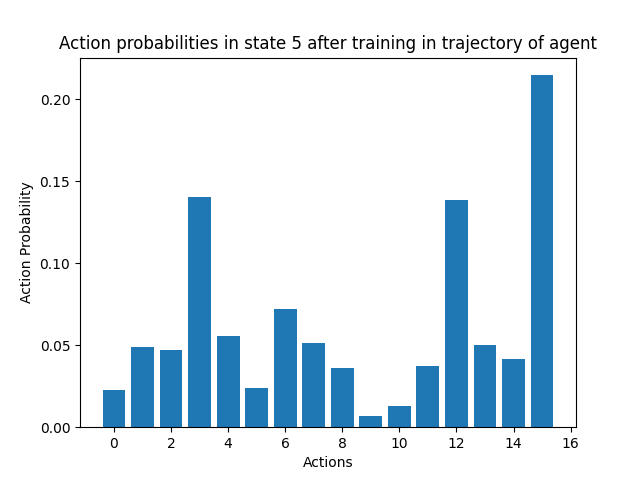 Action probabilities in state 5 after training in trajectory of agent
0.20
0.15
0.10
0.05
0.00
Action Probability
0 2 4 6 8 10 12 14 16
Actions